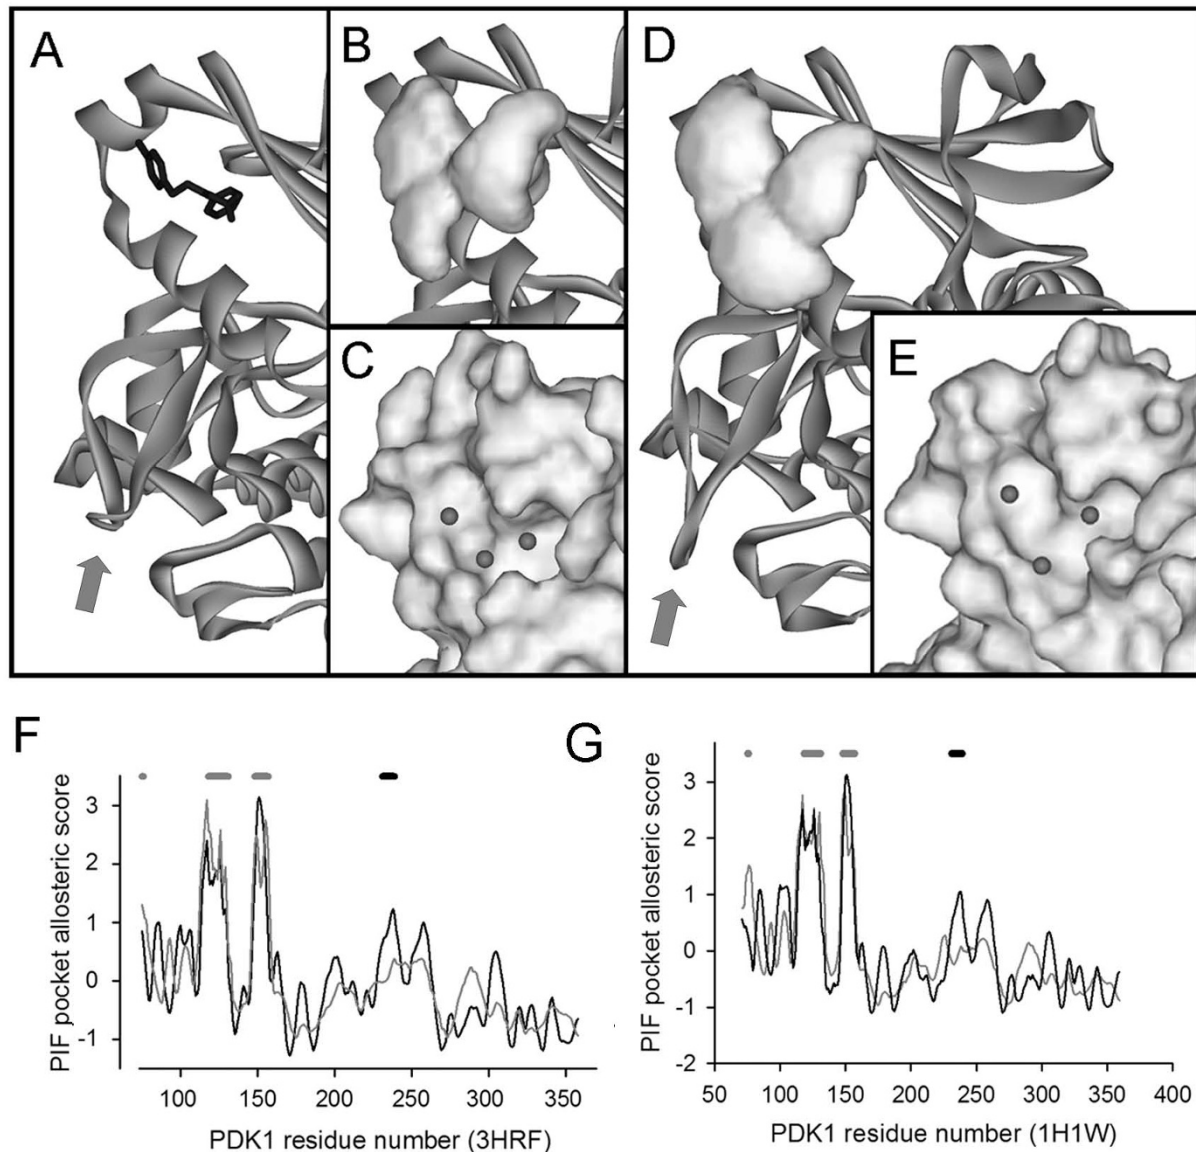 A
B
D
C
E
F
G
PIF pocket allosteric score
3
2
1
0
-1
100 150 200 250 300 350
PDK1 residue number (3HRF)
PIF pocket allosteric score
3
2
1
0
-1
-2
50 100 150 200 250 300 350 400
PDK1 residue number (1H1W)